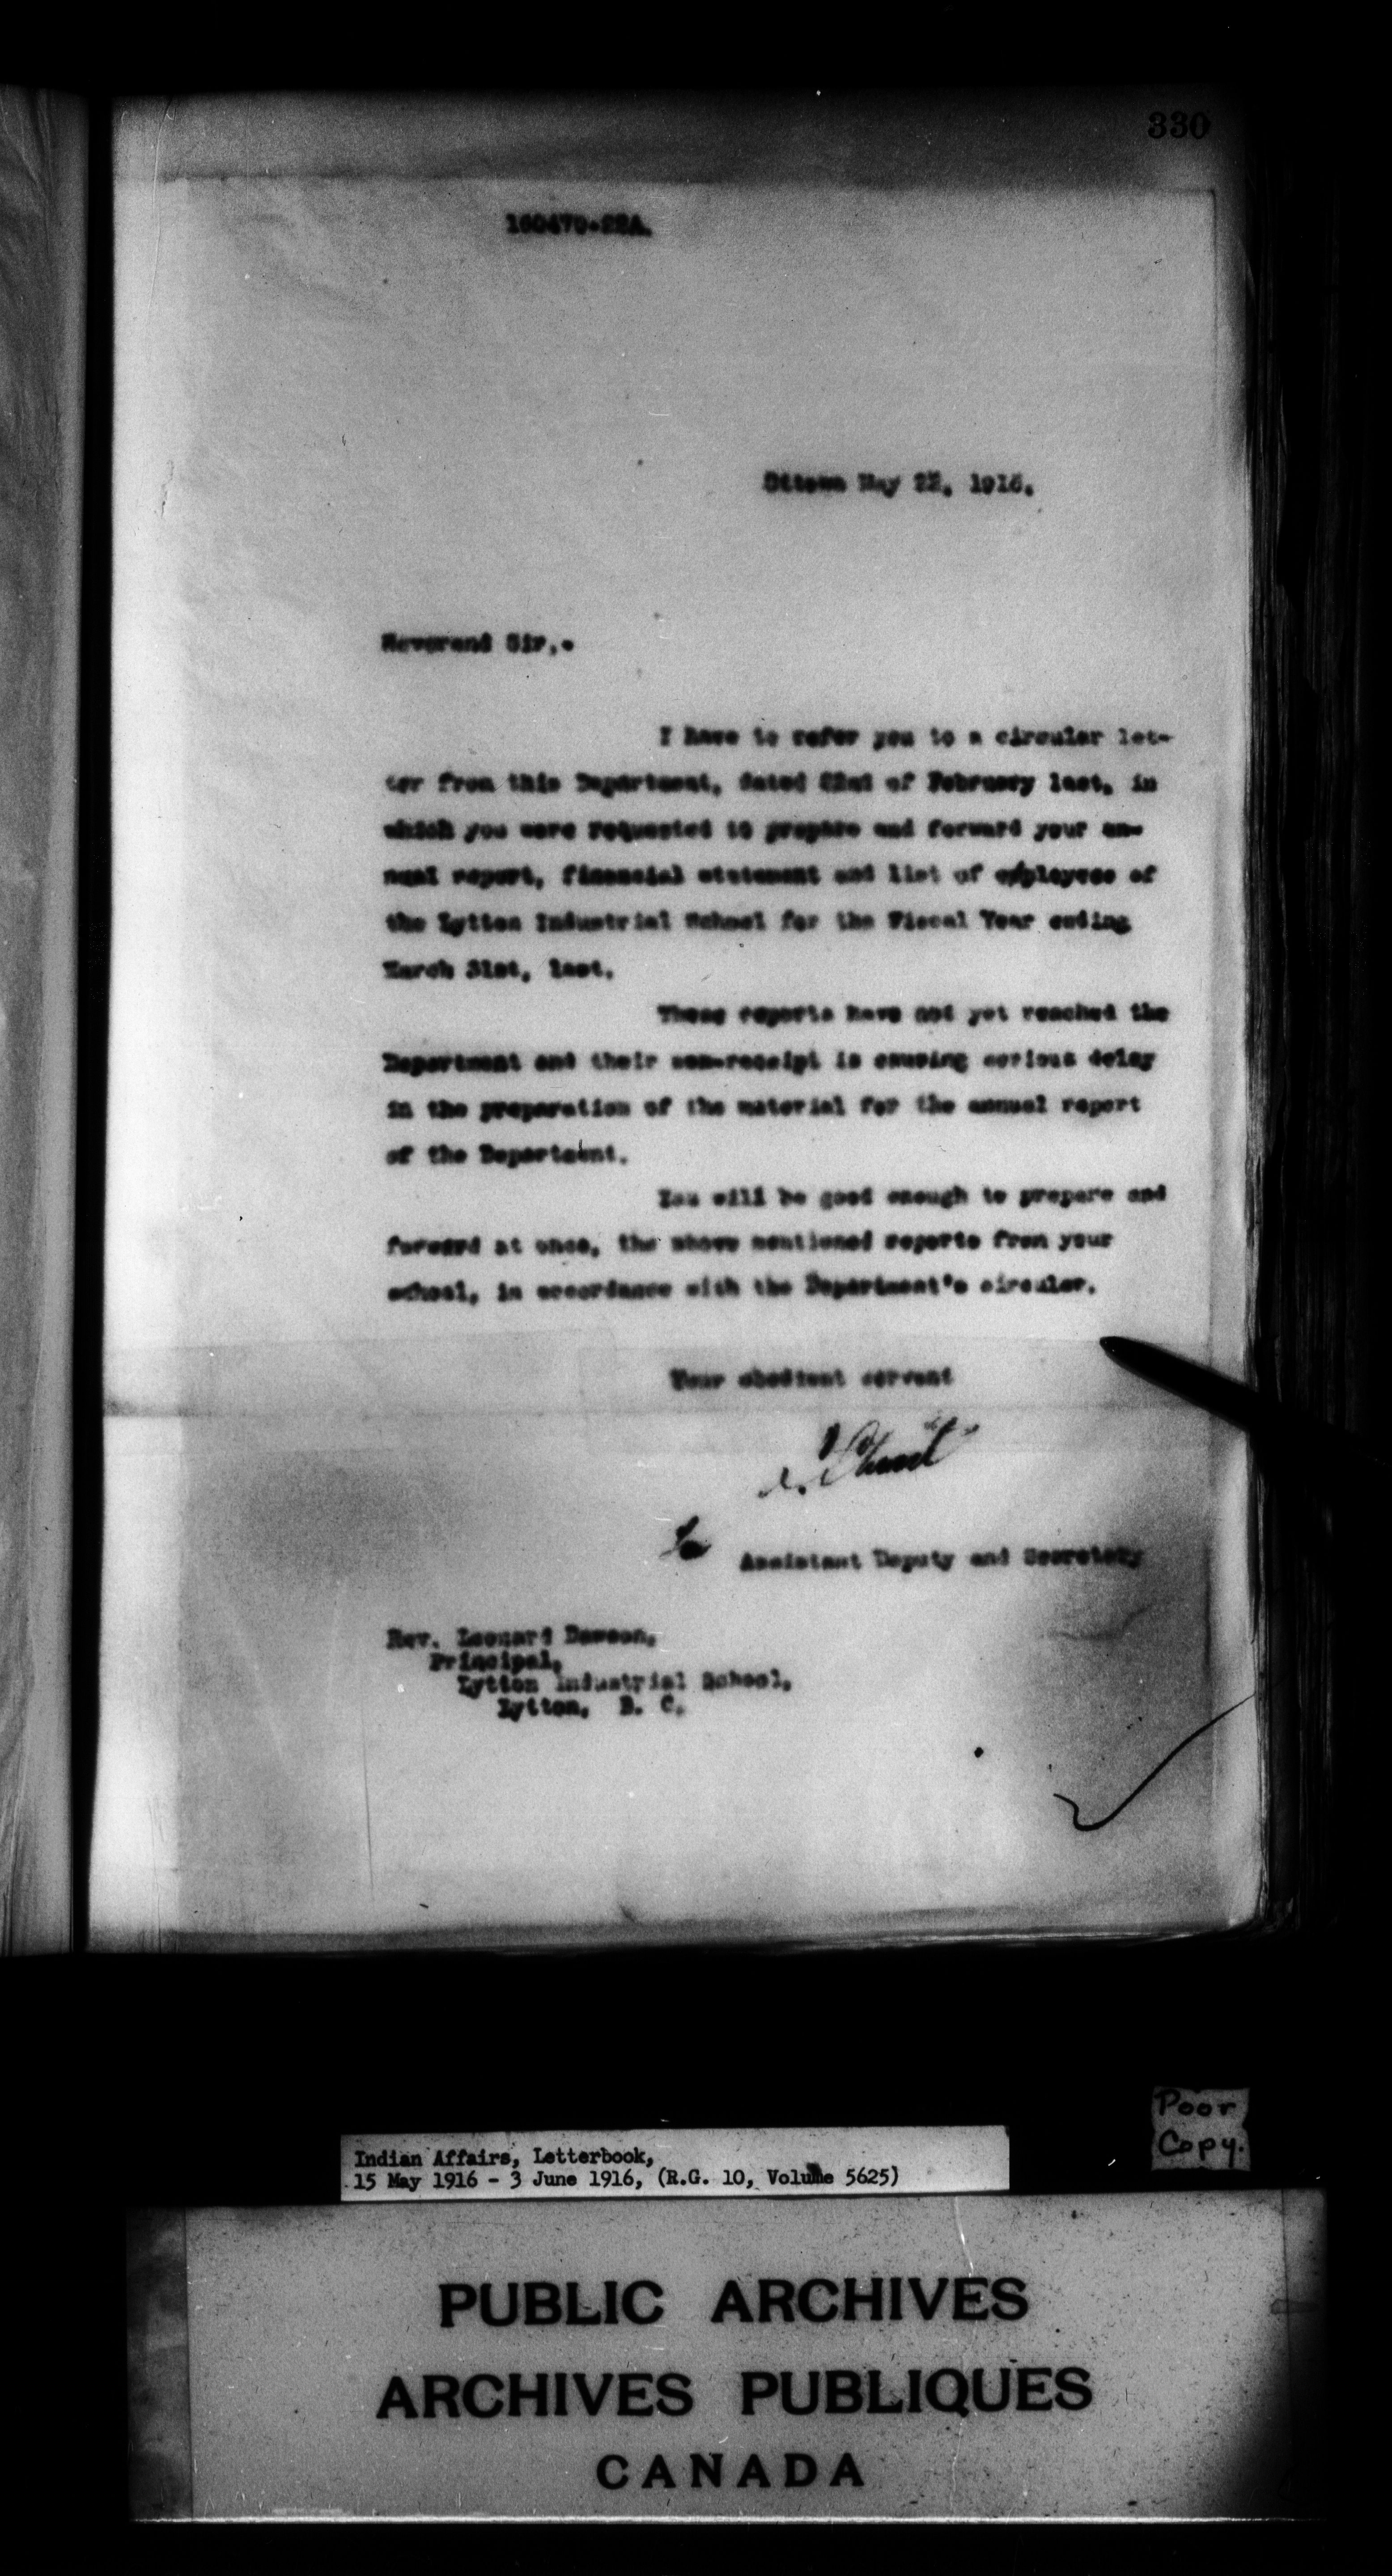 330
160470-22A.
Ottawa May 22, 1916.
Reverend Sir,-
I have to refer you to a circular let-
ter from this Department, dated 22nd of February last, in
which you were requested to prepare and forward your an-
nual report, financial statement and list of employees of
the Lytton Industrial School for the Fiscal Year ending
March 31st, last.
These reports have not yet reached the
Department and their non-receipt is causing serious delay
in the preparation of the material for the annual report
of the Department.
You will be good enough to prepare and
forward at once, the above mentioned reports from your
school, in accordance with the Department's circular.
Your obedient servant
Assistant Deputy and Secretary
Rev. Leonard Dawson,
Principal,
Lytton Industrial School,
Lytton, B. C.
Poor
Copy.
Indian Affairs, Letterbook,
15 May 1916 - 3 June 1916, (R.G. 10, Volume 5625)
PUBLIC ARCHIVES
ARCHIVES PUBLIQUES
CANADA